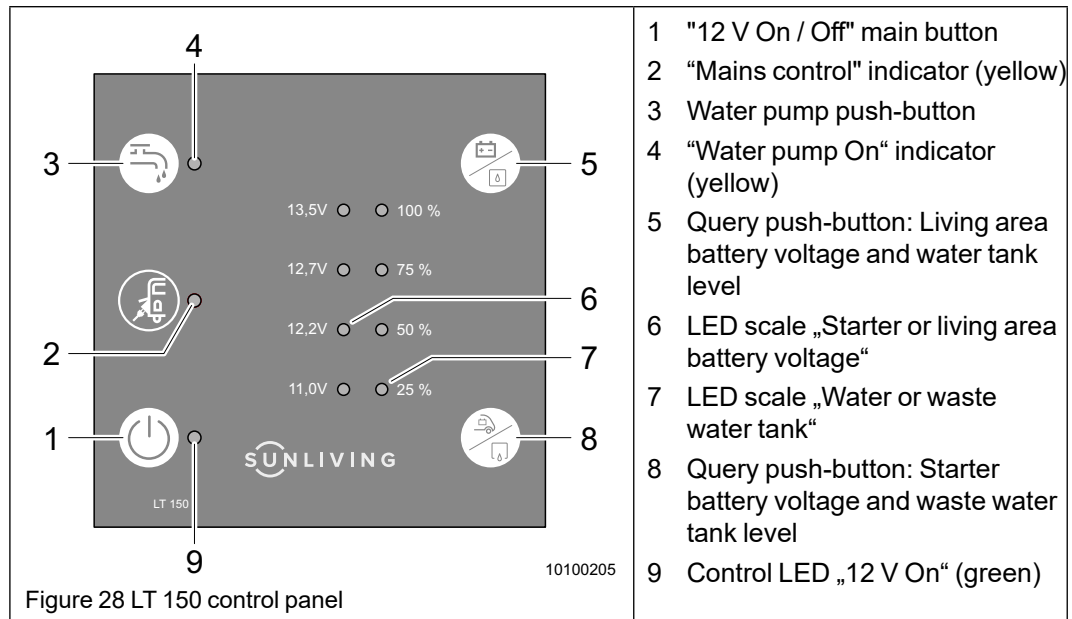 4
3
5
13,5V
100 %
12,7V
75 %
6
12,2V
50 %
2
7
11,0V
25 %
1
8
SUNLIVING
LT 150
9
10100205
Figure 28 LT 150 control panel
1 "12 V On / Off" main button
2 “Mains control" indicator (yellow)
3 Water pump push-button
4 “Water pump On“ indicator
(yellow)
5 Query push-button: Living area
battery voltage and water tank
level
6 LED scale „Starter or living area
battery voltage“
7 LED scale „Water or waste
water tank“
8 Query push-button: Starter
battery voltage and waste water
tank level
9 Control LED „12 V On“ (green)